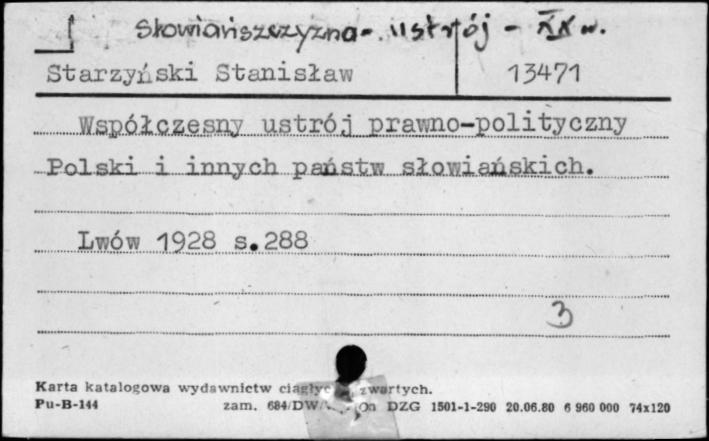 Słowiańszczyzna - ustrój - XX w.
Starzyński Stanisław 13471
Współczesny ustrój prawno-polityczny
Polski i innych państw słowiańskich.
Lwów 1928 s.288
3
Karta katalogowa wydawnictw zwartych.
Pu-B-144 zam. 684/DW DZG 1501-1-290 20.06.80 6 960 000 74x120